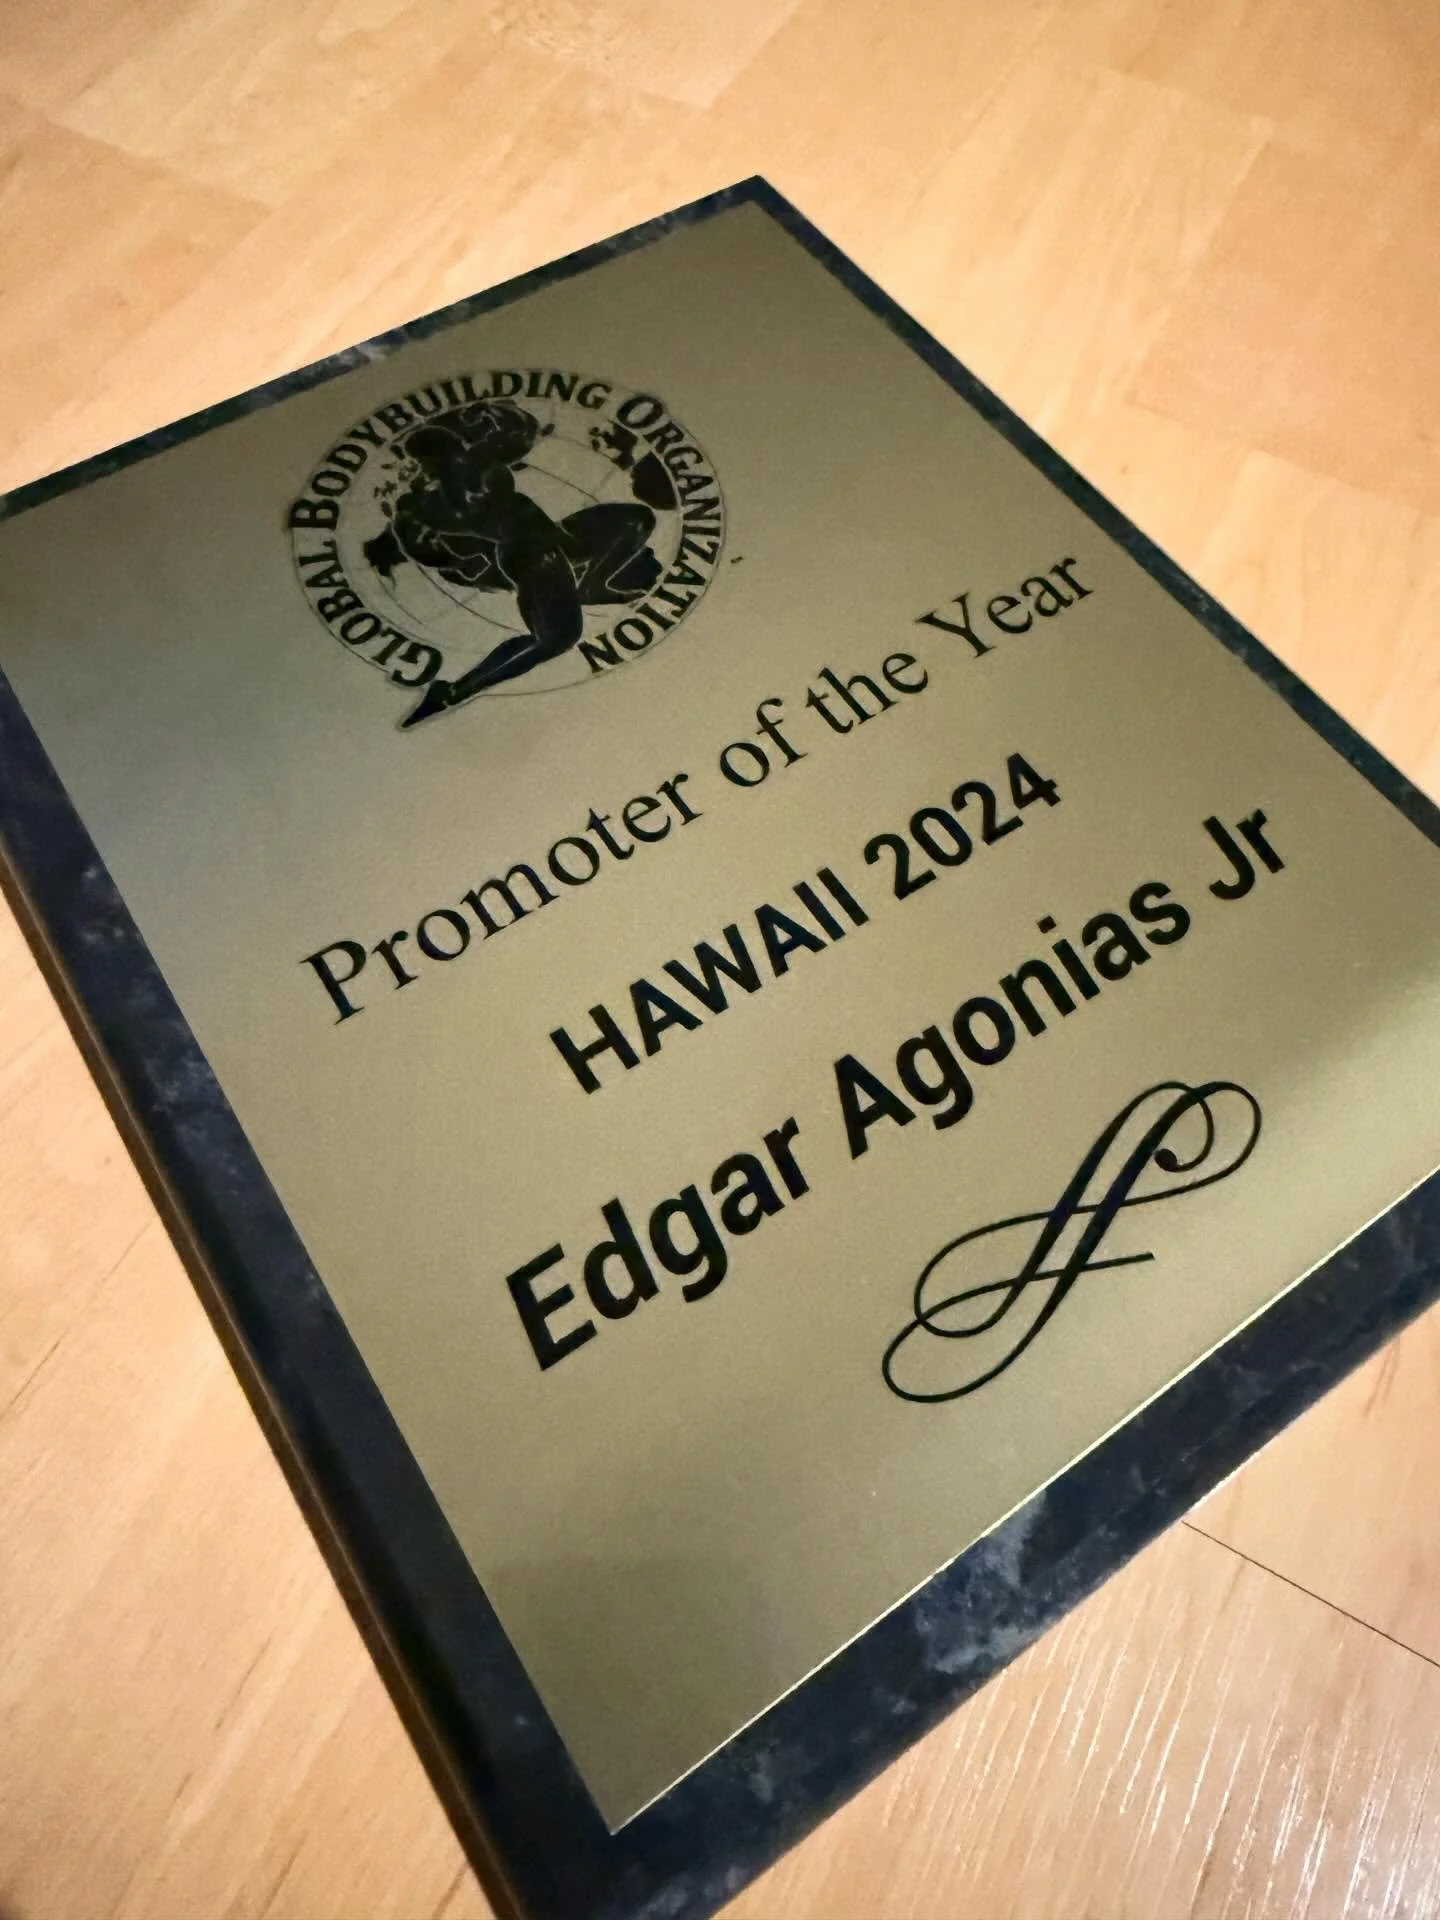 GLOBAL BODYBUILDING ORGANIZATION
Promoter of the Year
HAWAII 2024
Edgar Agonias Jr